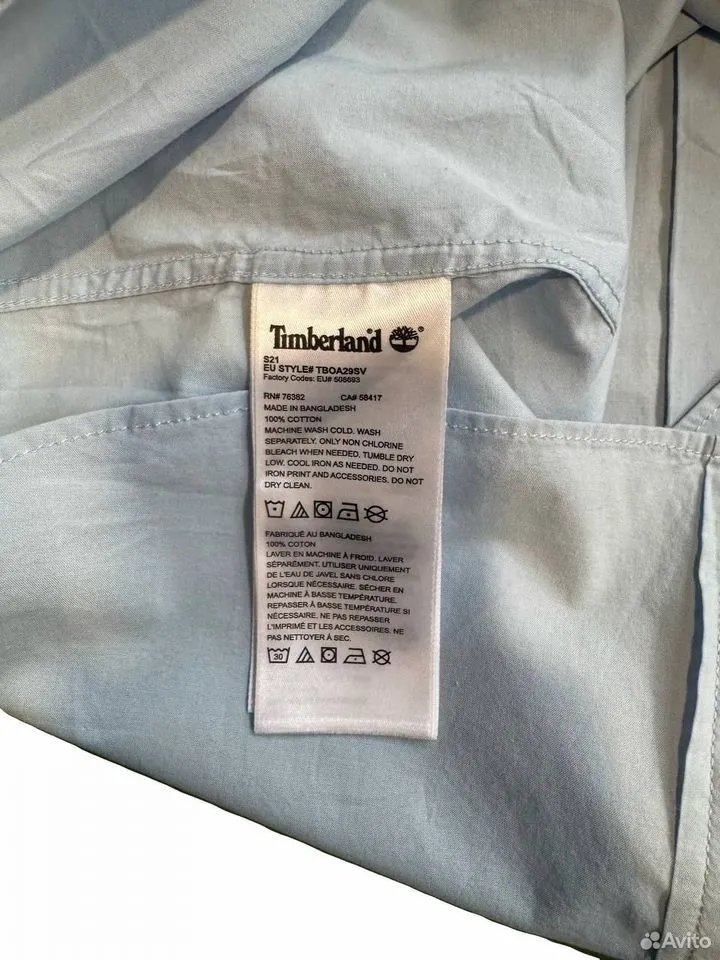 Timberland ®
S21
EU STYLE# TBOA29SV
Factory Codes: EU# 508693
RN# 76382 CA# 58417
MADE IN BANGLADESH
100% COTTON
MACHINE WASH COLD. WASH
SEPARATELY. ONLY NON CHLORINE
BLEACH WHEN NEEDED. TUMBLE DRY
LOW. COOL IRON AS NEEDED. DO NOT
IRON PRINT AND ACCESSORIES. DO NOT
DRY CLEAN.
FABRIQUÉ AU BANGLADESH
100% COTON
LAVER EN MACHINE À FROID. LAVER
SÉPARÉMENT. UTILISER UNIQUEMENT
DE L'EAU DE JAVEL SANS CHLORE
LORSQUE NÉCESSAIRE. SÉCHER EN
MACHINE À BASSE TEMPÉRATURE.
REPASSER À BASSE TEMPÉRATURE SI
NÉCESSAIRE. NE PAS REPASSER
L'IMPRIMÉ ET LES ACCESSOIRES. NE
PAS NETTOYER À SEC.
30
Avito